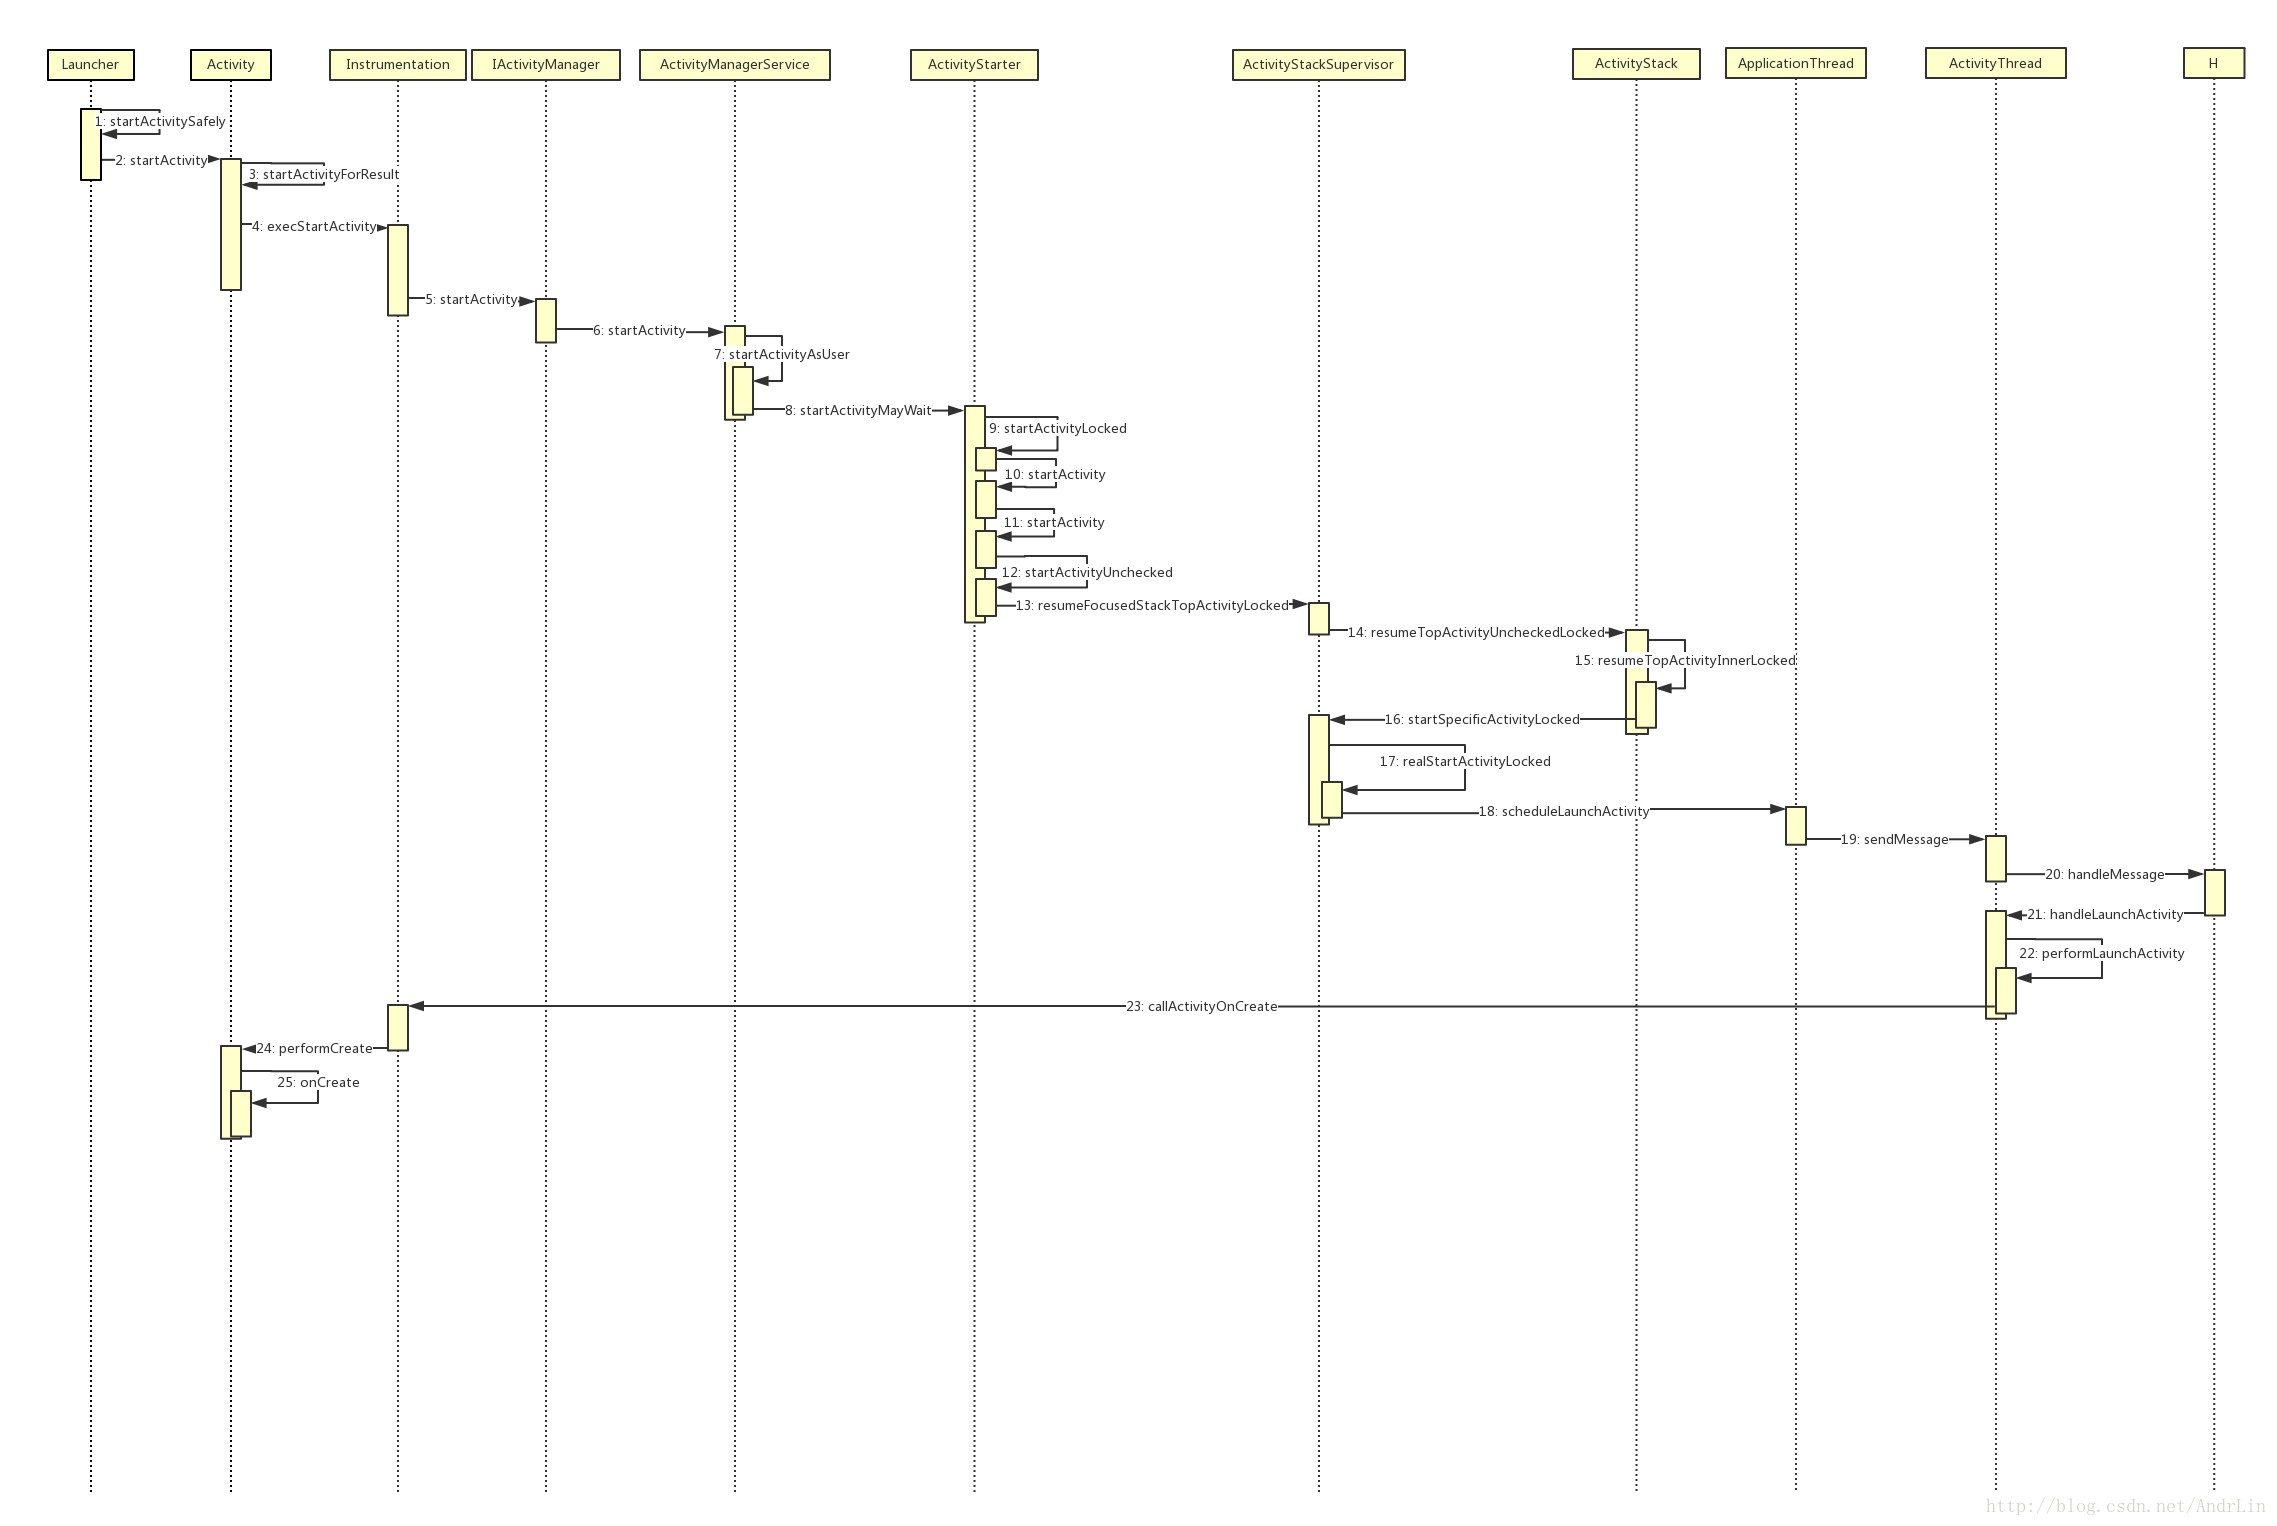 Launcher
Activity
Instrumentation
IActivityManager
ActivityManagerService
ActivityStarter
ActivityStackSupervisor
ActivityStack
ApplicationThread
ActivityThread
H
1: startActivitySafely
2: startActivity
3: startActivityForResult
4: execStartActivity
5: startActivity
6: startActivity
7: startActivityAsUser
8: startActivityMayWait
9: startActivityLocked
10: startActivity
11: startActivity
12: startActivityUnchecked
13: resumeFocusedStackTopActivityLocked
14: resumeTopActivityUncheckedLocked
15: resumeTopActivityInnerLocked
16: startSpecificActivityLocked
17: realStartActivityLocked
18: scheduleLaunchActivity
19: sendMessage
20: handleMessage
21: handleLaunchActivity
22: performLaunchActivity
23: callActivityOnCreate
24: performCreate
25: onCreate
http://blog.csdn.net/AndrLin